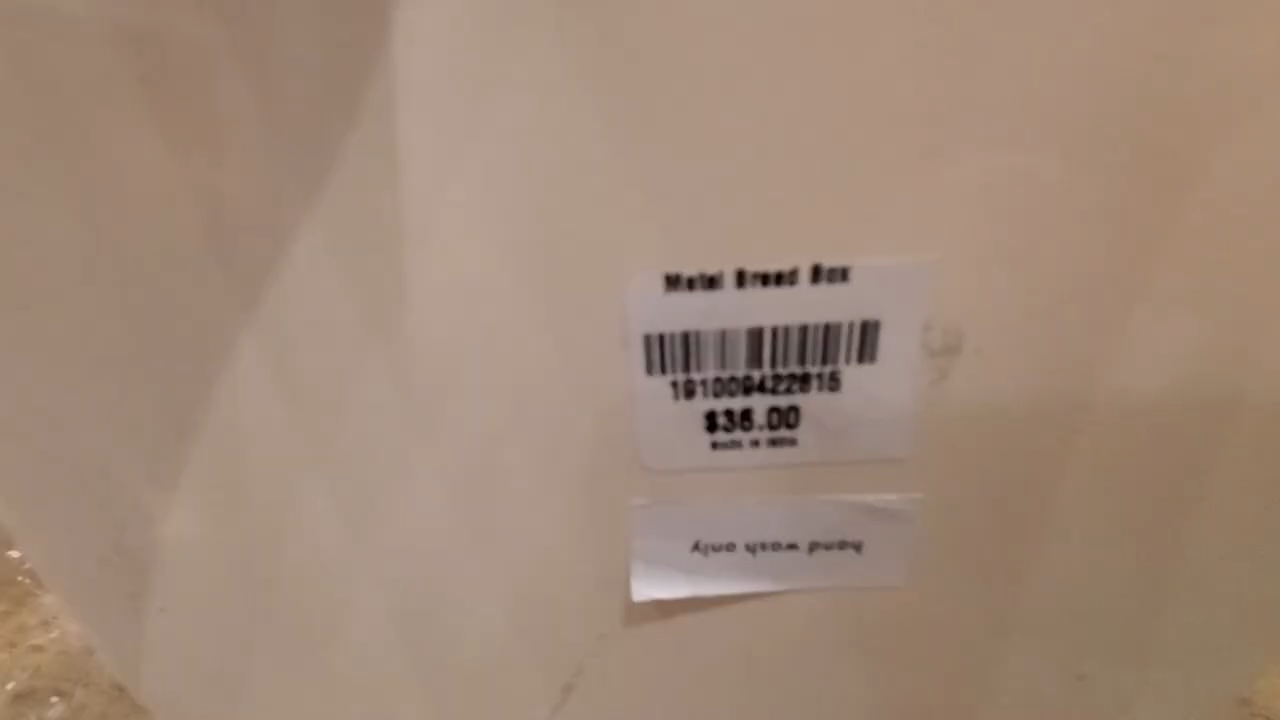 Metal Bread Box
191009422615
$36.00
MADE IN INDIA
hand wash only